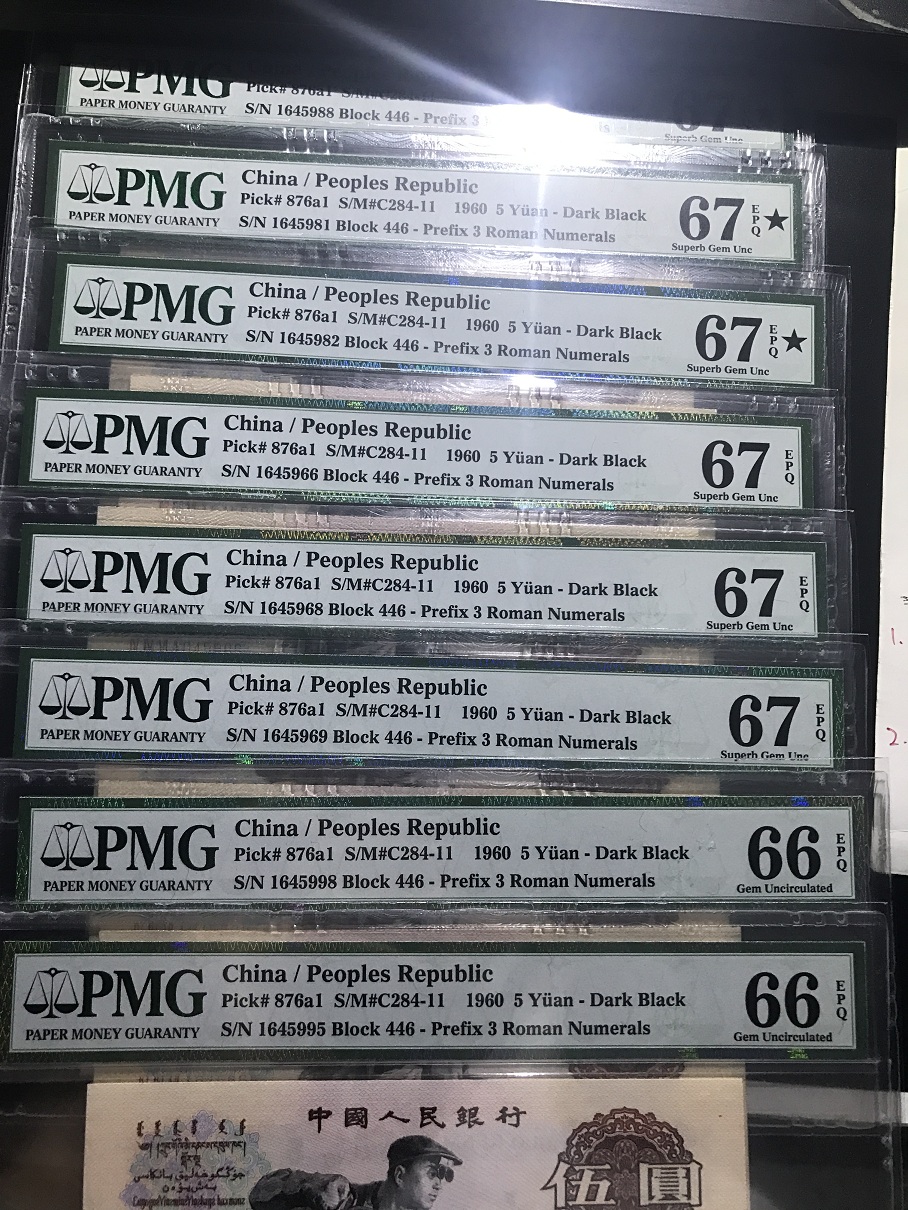 PMG
PAPER MONEY GUARANTY
Pick# 876a1 S/M#C284-11
S/N 1645988 Block 446 - Prefix 3
67
PMG
PAPER MONEY GUARANTY
China / Peoples Republic
Pick# 876a1 S/M#C284-11 1960 5 Yüan - Dark Black
S/N 1645981 Block 446 - Prefix 3 Roman Numerals
67
EPQ★
Superb Gem Unc
PMG
PAPER MONEY GUARANTY
China / Peoples Republic
Pick# 876a1 S/M#C284-11 1960 5 Yüan - Dark Black
S/N 1645982 Block 446 - Prefix 3 Roman Numerals
67
EPQ★
Superb Gem Unc
PMG
PAPER MONEY GUARANTY
China / Peoples Republic
Pick# 876a1 S/M#C284-11 1960 5 Yüan - Dark Black
S/N 1645966 Block 446 - Prefix 3 Roman Numerals
67
EPQ
Superb Gem Unc
PMG
PAPER MONEY GUARANTY
China / Peoples Republic
Pick# 876a1 S/M#C284-11 1960 5 Yüan - Dark Black
S/N 1645968 Block 446 - Prefix 3 Roman Numerals
67
EPQ
Superb Gem Unc
PMG
PAPER MONEY GUARANTY
China / Peoples Republic
Pick# 876a1 S/M#C284-11 1960 5 Yüan - Dark Black
S/N 1645969 Block 446 - Prefix 3 Roman Numerals
67
EPQ
Superb Gem Unc
PMG
PAPER MONEY GUARANTY
China / Peoples Republic
Pick# 876a1 S/M#C284-11 1960 5 Yüan - Dark Black
S/N 1645998 Block 446 - Prefix 3 Roman Numerals
66
EPQ
Gem Uncirculated
PMG
PAPER MONEY GUARANTY
China / Peoples Republic
Pick# 876a1 S/M#C284-11 1960 5 Yüan - Dark Black
S/N 1645995 Block 446 - Prefix 3 Roman Numerals
66
EPQ
Gem Uncirculated
中國人民銀行
伍圓
1.
2.